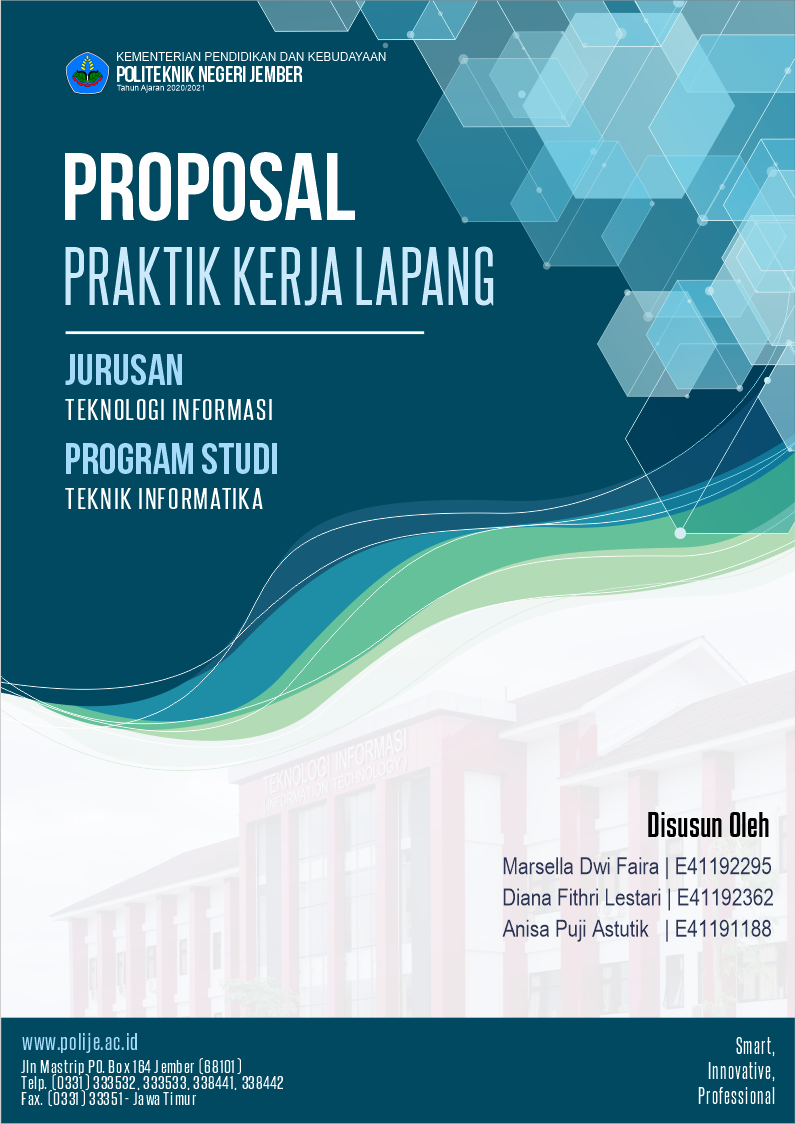 KEMENTERIAN PENDIDIKAN DAN KEBUDAYAAN
POLITEKNIK NEGERI JEMBER
Tahun Ajaran 2020/2021
PROPOSAL
PRAKTIK KERJA LAPANG
JURUSAN
TEKNOLOGI INFORMASI
PROGRAM STUDI
TEKNIK INFORMATIKA
TEKNOLOGI INFORMASI
(INFORMATION TECHNOLOGY)
Disusun Oleh
Marsella Dwi Faira | E41192295
Diana Fithri Lestari | E41192362
Anisa Puji Astutik | E41191188
www.polije.ac.id
Jln Mastrip PO. Box 164 Jember (68101)
Telp. (0331) 333532, 333533, 338441, 338442
Fax. (0331) 33351 - Jawa Timur
Smart,
Innovative,
Professional